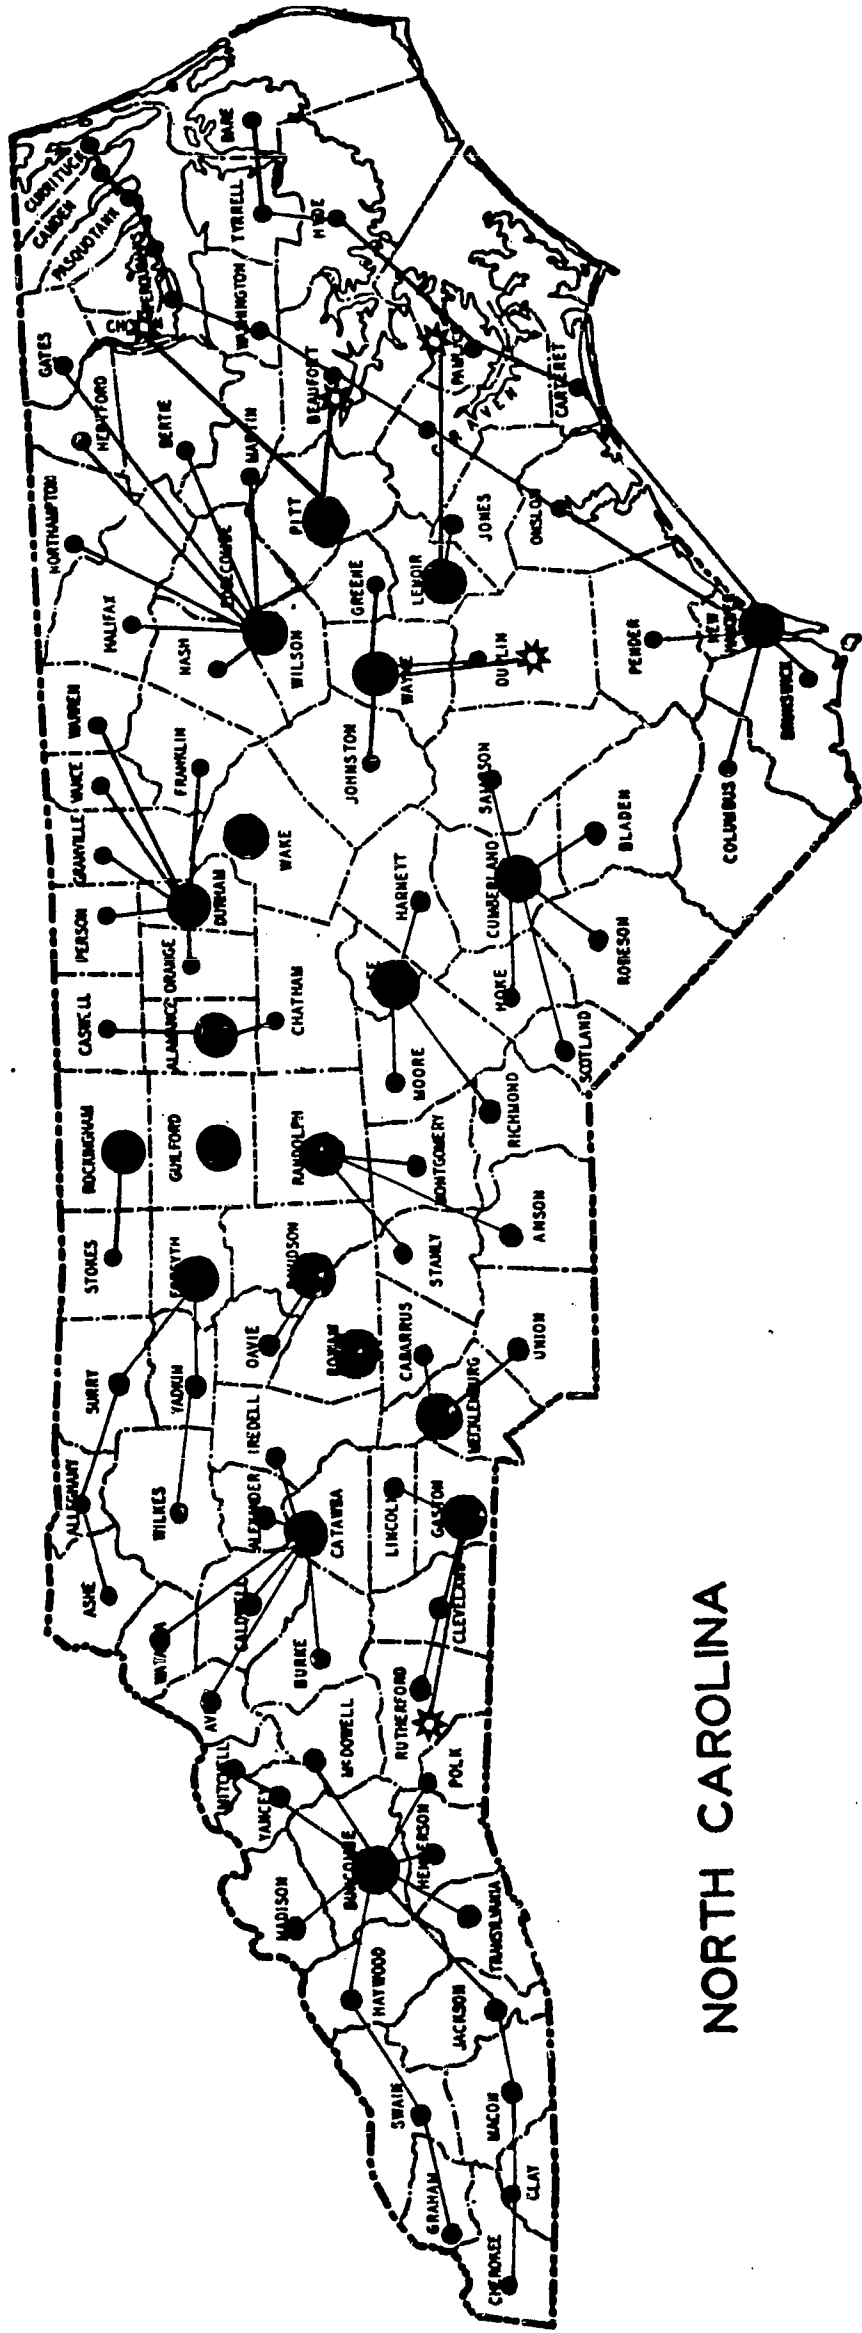 CHEROKEE
GRAHAM
CLAY
SWAIN
MACON
JACKSON
HAYWOOD
TRANSYLVANIA
MADISON
BUNCOMBE
HENDERSON
YANCEY
MITCHELL
POLK
McDOWELL
RUTHERFORD
AVERY
BURKE
CLEVELAND
WATAUGA
CALDWELL
ASHE
ALLEGHANY
WILKES
ALEXANDER
CATAWBA
LINCOLN
GASTON
IREDELL
SURRY
YADKIN
DAVIE
ROWAN
CABARRUS
MECKLENBURG
UNION
STOKES
FORSYTH
DAVIDSON
STANLY
ANSON
ROCKINGHAM
GUILFORD
RANDOLPH
MONTGOMERY
RICHMOND
MOORE
SCOTLAND
CASWELL
ALAMANCE
CHATHAM
ORANGE
PERSON
DURHAM
LEE
HOKE
HARNETT
CUMBERLAND
ROBESON
GRANVILLE
VANCE
WAKE
WARREN
FRANKLIN
JOHNSTON
SAMPSON
BLADEN
COLUMBUS
HALIFAX
NASH
WILSON
EDGECOMBE
WAYNE
GREENE
LENOIR
DUPLIN
PENDER
NEW HANOVER
BRUNSWICK
NORTHAMPTON
HERTFORD
BERTIE
MARTIN
PITT
JONES
ONSLOW
GATES
BEAUFORT
CRAVEN
PAMLICO
CARTERET
WASHINGTON
TYRRELL
HYDE
DARE
PERQUIMANS
PASQUOTANK
CAMDEN
CURRITUCK
NORTH CAROLINA